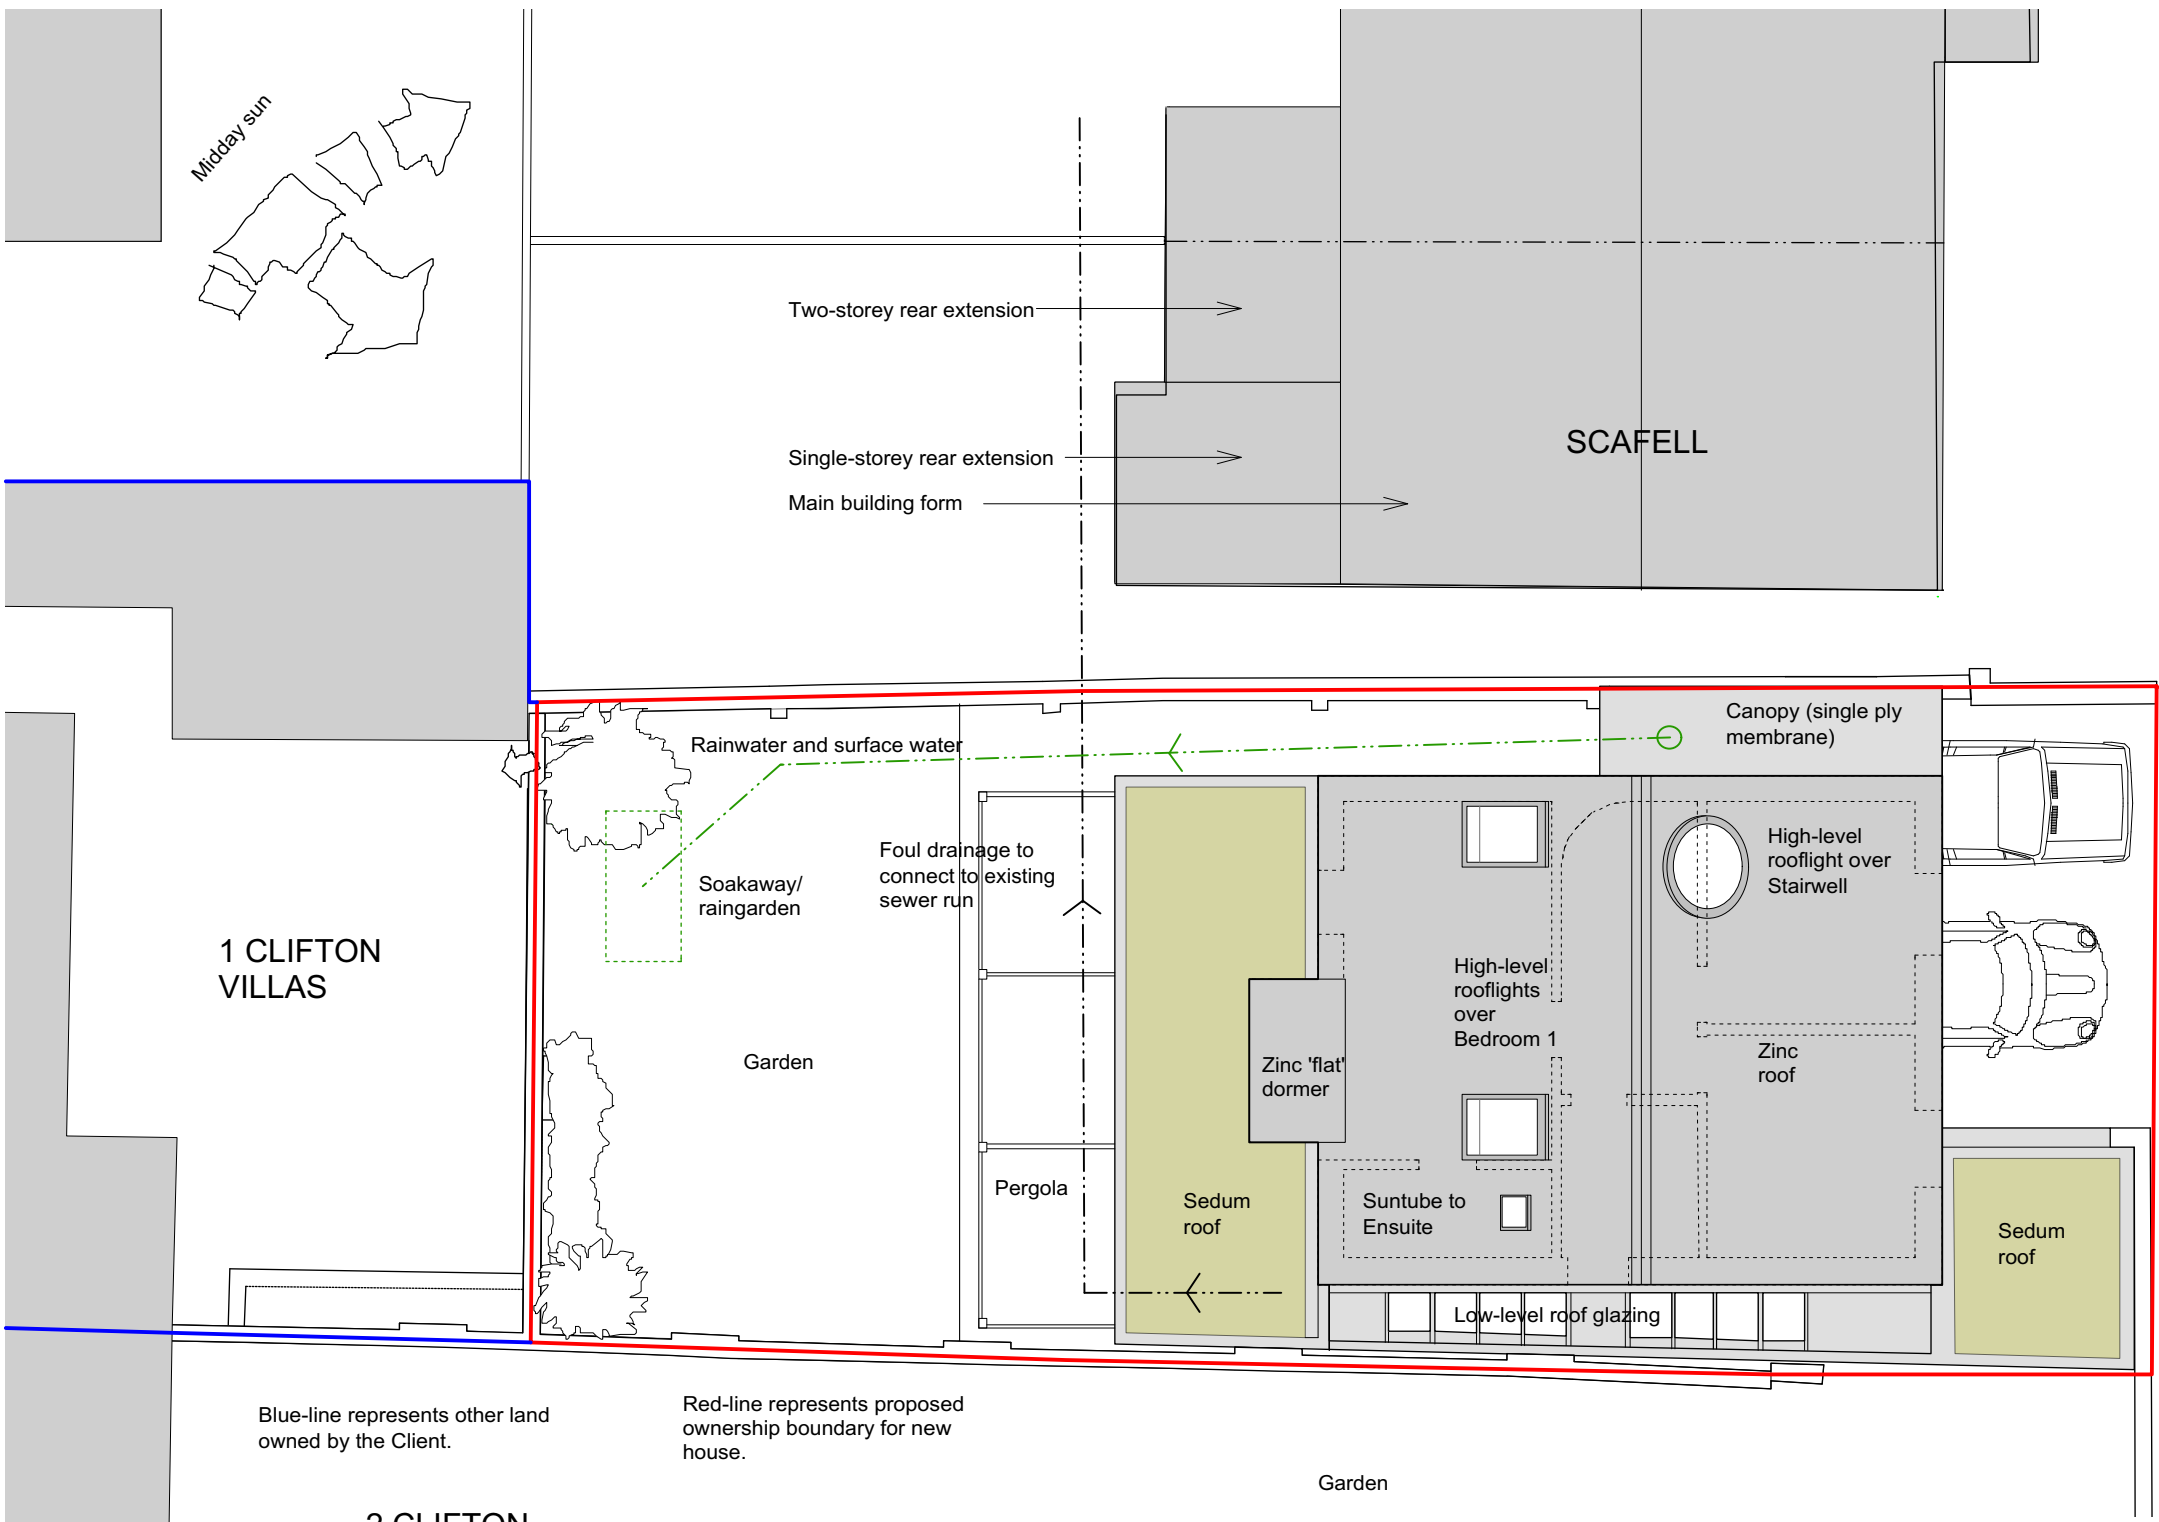 Midday sun
Two-storey rear extension
Single-storey rear extension
Main building form
SCAFELL
Canopy (single ply
membrane)
Rainwater and surface water
High-level
rooflight over
Stairwell
Foul drainage to
connect to existing
sewer run
Soakaway/
raingarden
1 CLIFTON
VILLAS
High-level
rooflights
over
Bedroom 1
Garden
Zinc 'flat'
dormer
Zinc
roof
Pergola
Sedum
roof
Suntube to
Ensuite
Sedum
roof
Low-level roof glazing
Blue-line represents other land
owned by the Client.
Red-line represents proposed
ownership boundary for new
house.
Garden
2 CLIFTON